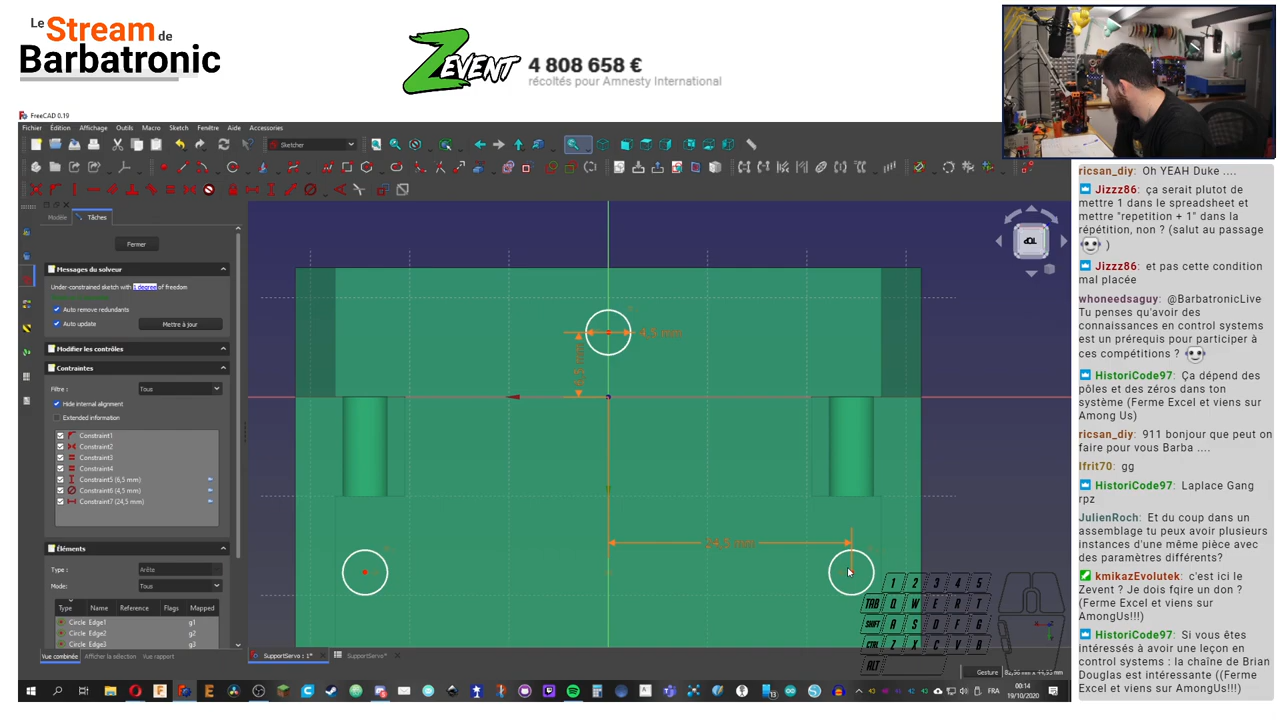 Le
Stream de
Barbatronic
ZEVENT
4 808 658 €
récoltés pour Amnesty International
FreeCAD 0.19
Fichier Édition Affichage Outils Macro Sketch Fenêtre Aide Accessories
Sketcher
Modèle Tâches
Fermer
Messages du solveur
Under-constrained sketch with 1 degree of freedom
Auto remove redundants
Auto update
Mettre à jour
Modifier les contrôles
Contraintes
Filtre :
Tous
Hide internal alignment
Extended information
Constraint1
Constraint2
Constraint3
Constraint4
Constraint5 (6,5 mm)
Constraint6 (4,5 mm)
Constraint7 (24,5 mm)
Éléments
Type :
Arête
Mode:
Tous
Type Name Reference Flags Mapped
Circle Edge1 g1
Circle Edge2 g2
Circle Edge3 g3
Vue combinée Afficher la sélection Vue rapport
4,5 mm
6,5 mm
24,5 mm
TOP
SupportServo : 1*
SupportServo*
1 2 3 4 5
TAB Q W E R T
SHIFT A S D F G
CTRL Z X C V B
ALT
Gesture
FRA
00:14
19/10/2020
ricsan_diy: Oh YEAH Duke ....
Jizzz86: ça serait plutot de
mettre 1 dans le spreadsheet et
mettre "repetition + 1" dans la
répétition, non ? (salut au passage
)
Jizzz86: et pas cette condition
mal placée
whoneedsaguy: @BarbatronicLive
Tu penses qu'avoir des
connaissances en control systems
est un prérequis pour participer à
ces compétitions ?
HistoriCode97: Ça dépend des
pôles et des zéros dans ton
système (Ferme Excel et viens sur
Among Us)
ricsan_diy: 911 bonjour que peut on
faire pour vous Barba ....
Ifrit70: gg
HistoriCode97: Laplace Gang
rpz
JulienRoch: Et du coup dans un
assemblage tu peux avoir plusieurs
instances d'une même pièce avec
des paramètres différents?
kmikazEvolutek: c'est ici le
Zevent ? Je dois fqire un don ?
(Ferme Excel et viens sur
AmongUs!!!)
HistoriCode97: Si vous êtes
intéressés à avoir une leçon en
control systems : la chaîne de Brian
Douglas est intéressante ((Ferme
Excel et viens sur AmongUs!!!)